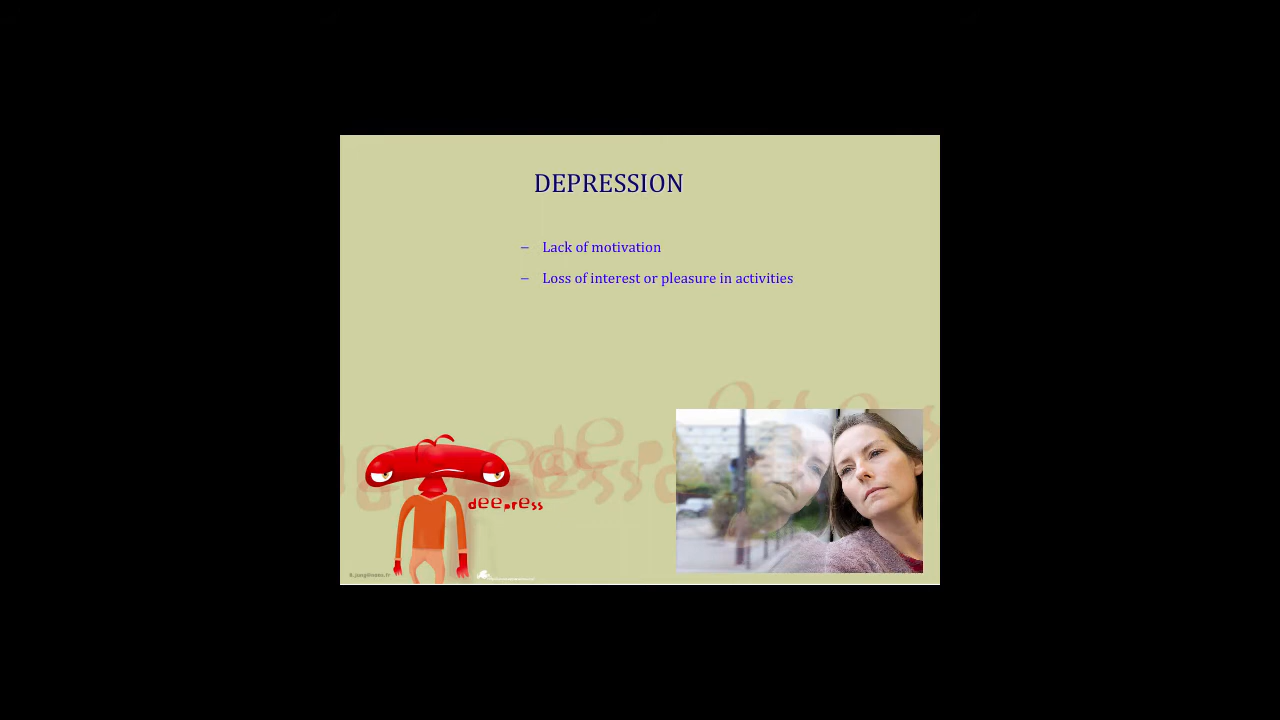 DEPRESSION
– Lack of motivation
– Loss of interest or pleasure in activities
deepress